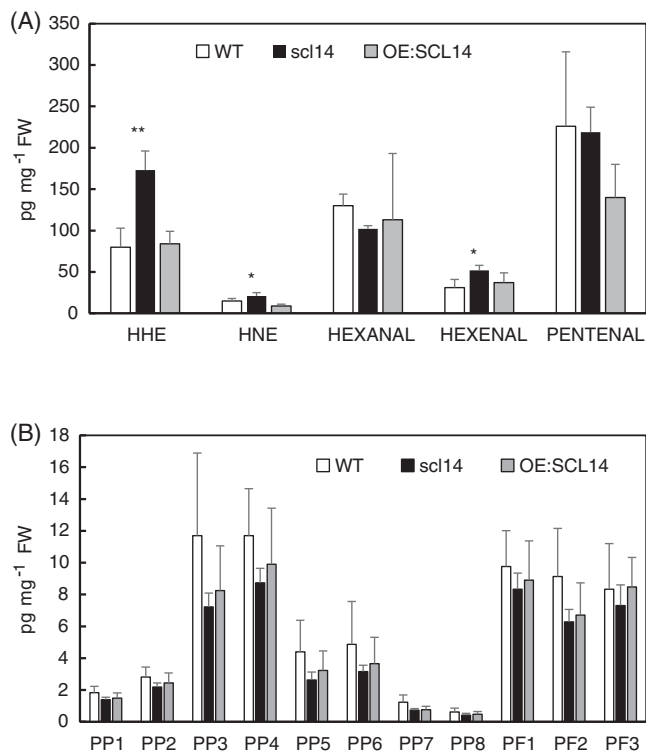 (A)
350
300
250
200
150
100
50
0
pg mg⁻¹ FW
WT scl14 OE:SCL14
**
*
*
HHE HNE HEXANAL HEXENAL PENTENAL
(B)
18
16
14
12
10
8
6
4
2
0
pg mg⁻¹ FW
WT scl14 OE:SCL14
PP1 PP2 PP3 PP4 PP5 PP6 PP7 PP8 PF1 PF2 PF3